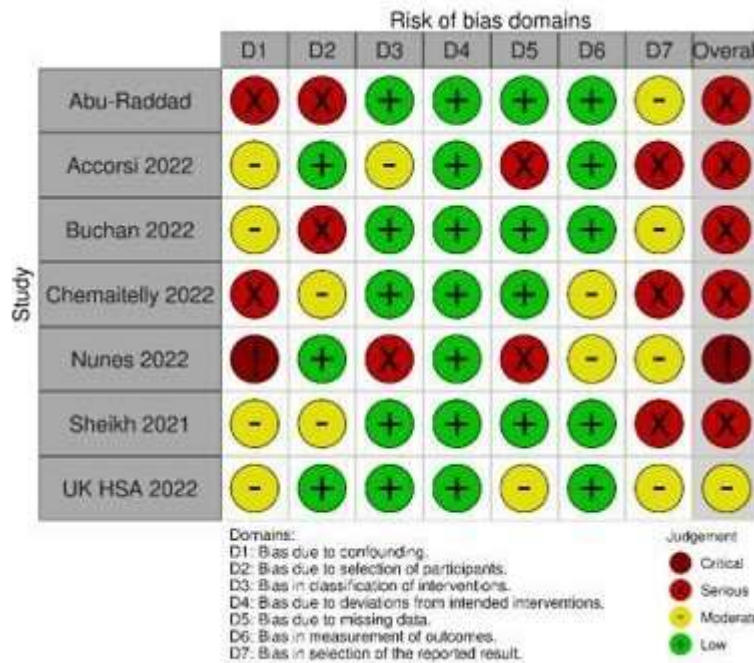 Risk of bias domains
D1 D2 D3 D4 D5 D6 D7 Overal
Study
Abu-Raddad X X + + + + - X
Accorsi 2022 - + - + X + X X
Buchan 2022 - X + + + + - X
Chemaitelly 2022 X - + + + - X X
Nunes 2022 ! + X + X - - !
Sheikh 2021 - - + + + + X X
UK HSA 2022 - + + + - + - -
Domains:
D1: Bias due to confounding.
D2: Bias due to selection of participants.
D3: Bias in classification of interventions.
D4: Bias due to deviations from intended interventions.
D5: Bias due to missing data.
D6: Bias in measurement of outcomes.
D7: Bias in selection of the reported result.
Judgement
! Critical
X Serious
- Moderat
+ Low